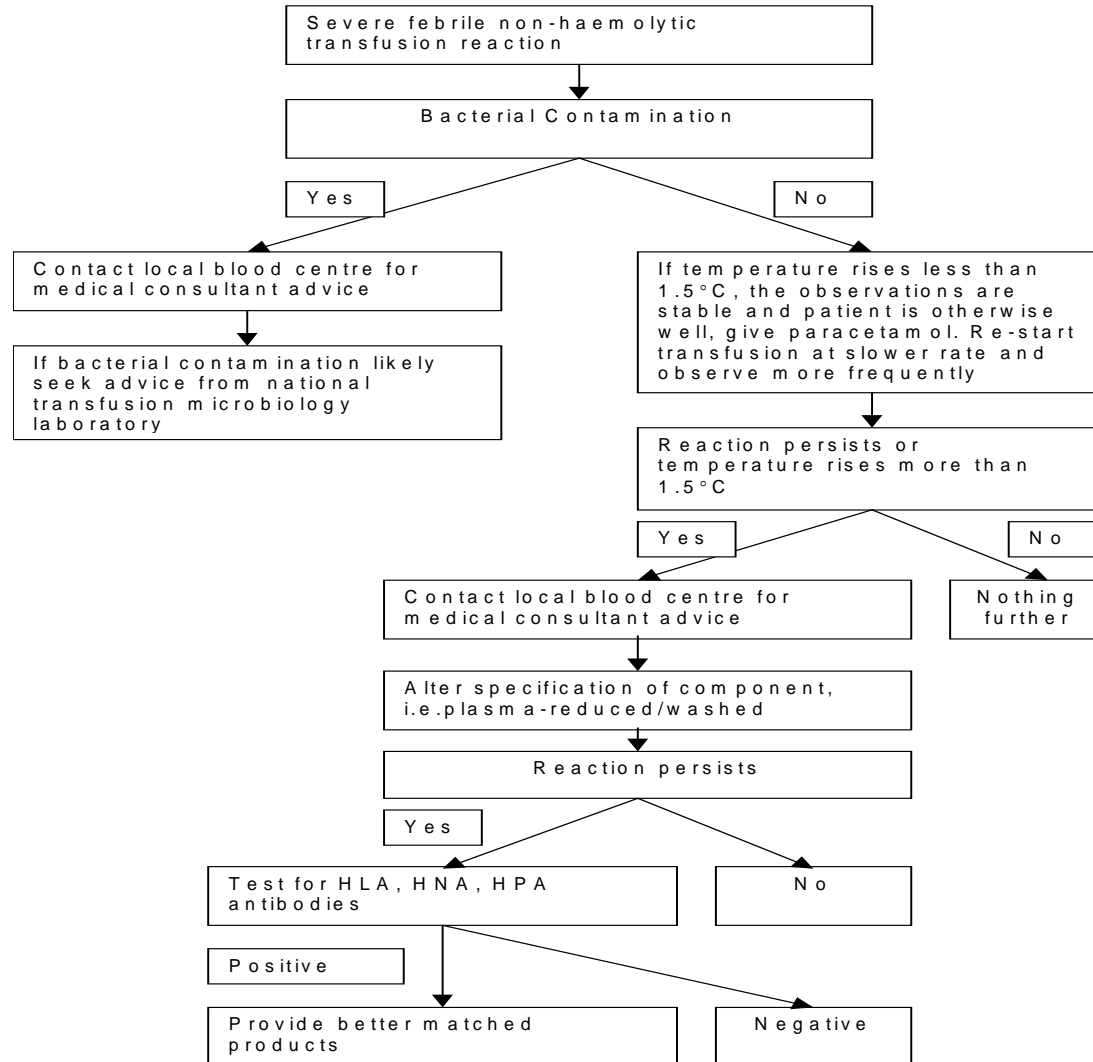 Severe febrile non-haemolytic
transfusion reaction
Bacterial Contamination
Yes
No
Contact local blood centre for
medical consultant advice
If temperature rises less than
1.5°C, the observations are
stable and patient is otherwise
well, give paracetamol. Re-start
transfusion at slower rate and
observe more frequently
If bacterial contamination likely
seek advice from national
transfusion microbiology
laboratory
Reaction persists or
temperature rises more than
1.5°C
Yes
No
Contact local blood centre for
medical consultant advice
Nothing
further
Alter specification of component,
i.e.plasma-reduced/washed
Reaction persists
Yes
Test for HLA, HNA, HPA
antibodies
No
Positive
Provide better matched
products
Negative